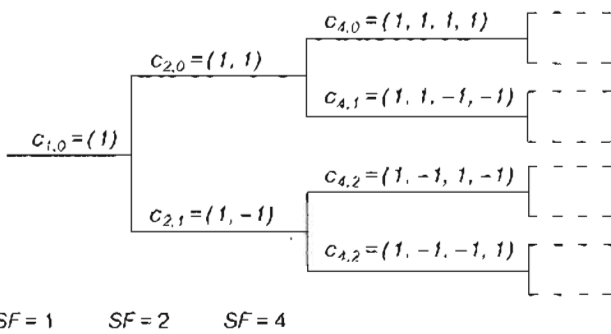 c4,0 = (1, 1, 1, 1)
c2,0 = (1, 1)
c4,1 = (1, 1, -1, -1)
c1,0 = (1)
c4,2 = (1, -1, 1, -1)
c2,1 = (1, -1)
c4,2 = (1, -1, -1, 1)
SF = 1 SF = 2 SF = 4